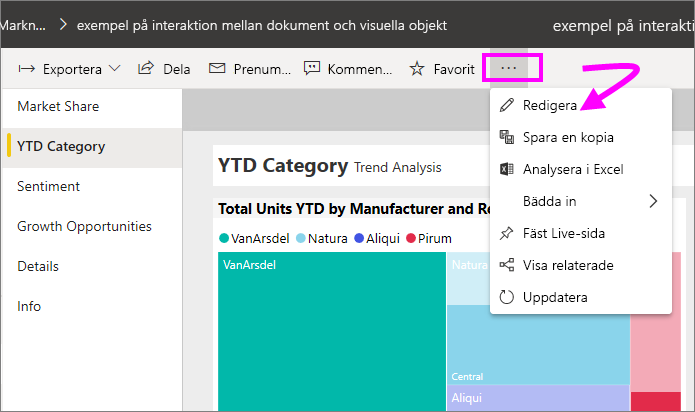 Markn... > exempel på interaktion mellan dokument och visuella objekt
exempel på interakti
Exportera
Dela
Prenum...
Kommen...
Favorit
...
Market Share
YTD Category
Sentiment
Growth Opportunities
Details
Info
Redigera
Spara en kopia
Analysera i Excel
Bädda in
Fäst Live-sida
Visa relaterade
Uppdatera
YTD Category Trend Analysis
Total Units YTD by Manufacturer and Re
VanArsdel Natura Aliqui Pirum
VanArsdel
Natura
Central
Aliqui